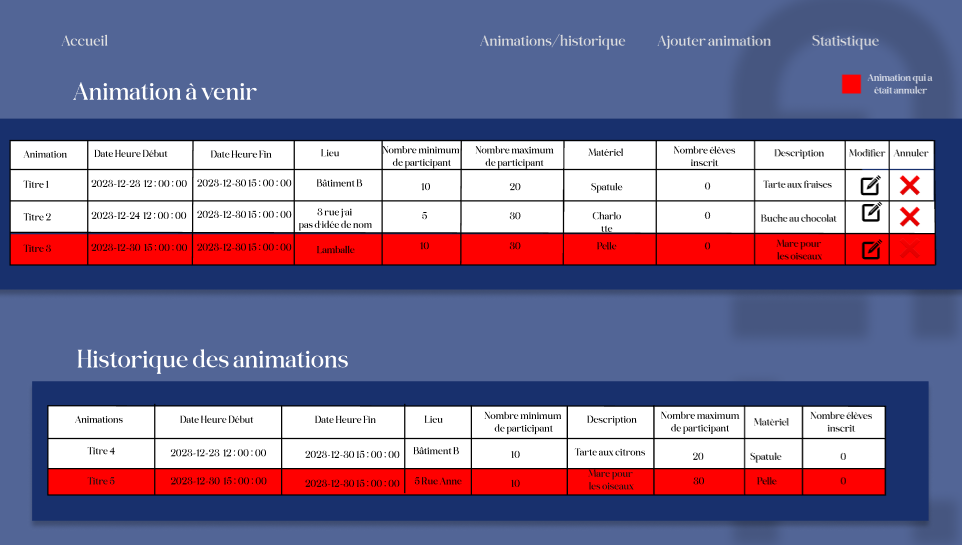 Accueil Animations/historique Ajouter animation Statistique
Animation à venir
Animation qui a
était annuler
Animation Date Heure Début Date Heure Fin Lieu Nombre minimum de participant Nombre maximum de participant Matériel Nombre élèves inscrit Description Modifier Annuler
Titre 1 2023-12-23 12:00:00 2023-12-30 15:00:00 Bâtiment B 10 20 Spatule 0 Tarte aux fraises
Titre 2 2023-12-24 12:00:00 2023-12-30 15:00:00 3 rue j'ai pas d'idée de nom 5 30 Charlo tte 0 Buche au chocolat
Titre 3 2023-12-30 15:00:00 2023-12-30 15:00:00 Lamballe 10 30 Pelle 0 Mare pour les oiseaux
Historique des animations
Animations Date Heure Début Date Heure Fin Lieu Nombre minimum de participant Description Nombre maximum de participant Matériel Nombre élèves inscrit
Titre 4 2023-12-23 12:00:00 2023-12-30 15:00:00 Bâtiment B 10 Tarte aux citrons 20 Spatule 0
Titre 5 2023-12-30 15:00:00 2023-12-30 15:00:00 5 Rue Anne 10 Mare pour les oiseaux 30 Pelle 0